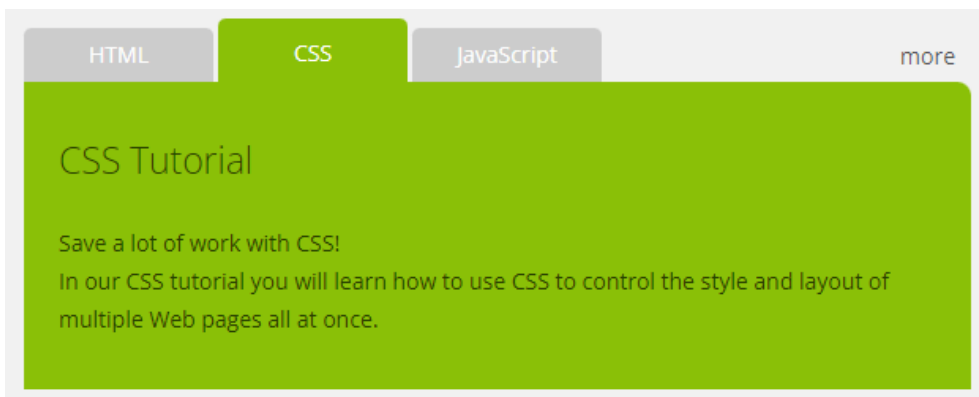 HTML CSS JavaScript more
CSS Tutorial
Save a lot of work with CSS!
In our CSS tutorial you will learn how to use CSS to control the style and layout of
multiple Web pages all at once.